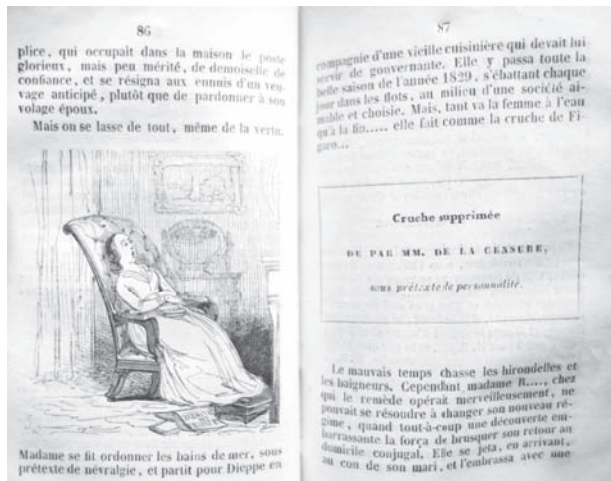 86
plice, qui occupait dans la maison le poste
glorieux, mais peu mérité, de demoiselle de
confiance, et se résigna aux ennuis d'un veu-
vage anticipé, plutôt que de pardonner à son
volage époux.
Mais on se lasse de tout, même de la vertu.
Madame se fit ordonner les bains de mer, sous
prétexte de névralgie, et partit pour Dieppe en
87
compagnie d'une vieille cuisinière qui devait lui
servir de gouvernante. Elle y passa toute la
belle saison de l'année 1829, s'ébattant chaque
jour dans les flots, au milieu d'une société ai-
mable et choisie. Mais, tant va la femme à l'eau
qu'à la fin..... elle fait comme la cruche de Fi-
garo...
Cruche supprimée
DE PAR MM. DE LA CENSURE,
sous prétexte de personnalité.
Le mauvais temps chasse les hirondelles et
les baigneurs. Cependant madame B...., chez
qui le remède opérait merveilleusement, ne
pouvait se résoudre à changer son nouveau ré-
gime, quand tout-à-coup une découverte em-
barrassante la força de brusquer son retour au
domicile conjugal. Elle se jeta, en arrivant,
au cou de son mari, et l'embrassa avec une